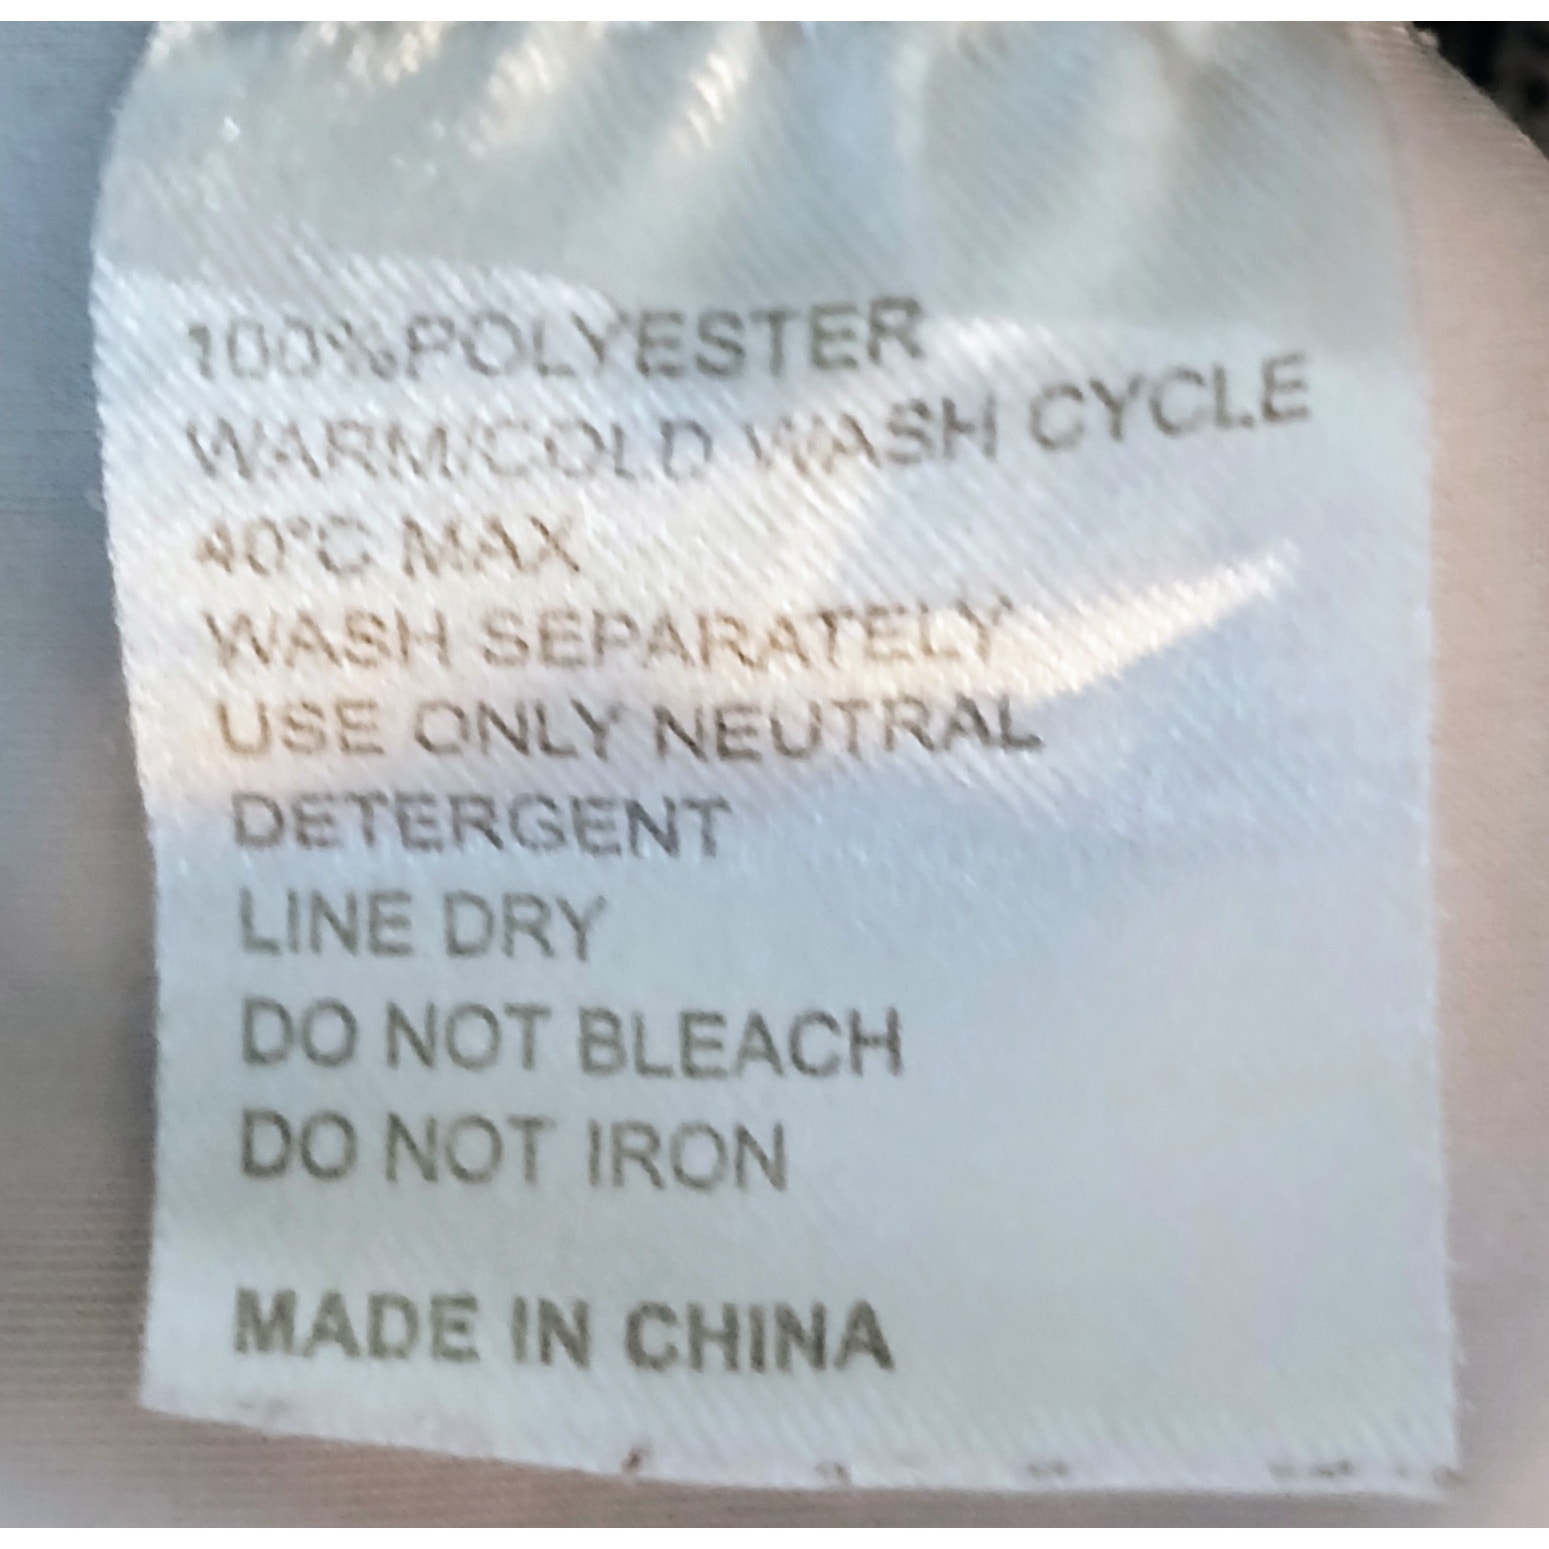 100%POLYESTER
WARM/COLD WASH CYCLE
40°C MAX
WASH SEPARATELY
USE ONLY NEUTRAL
DETERGENT
LINE DRY
DO NOT BLEACH
DO NOT IRON
MADE IN CHINA